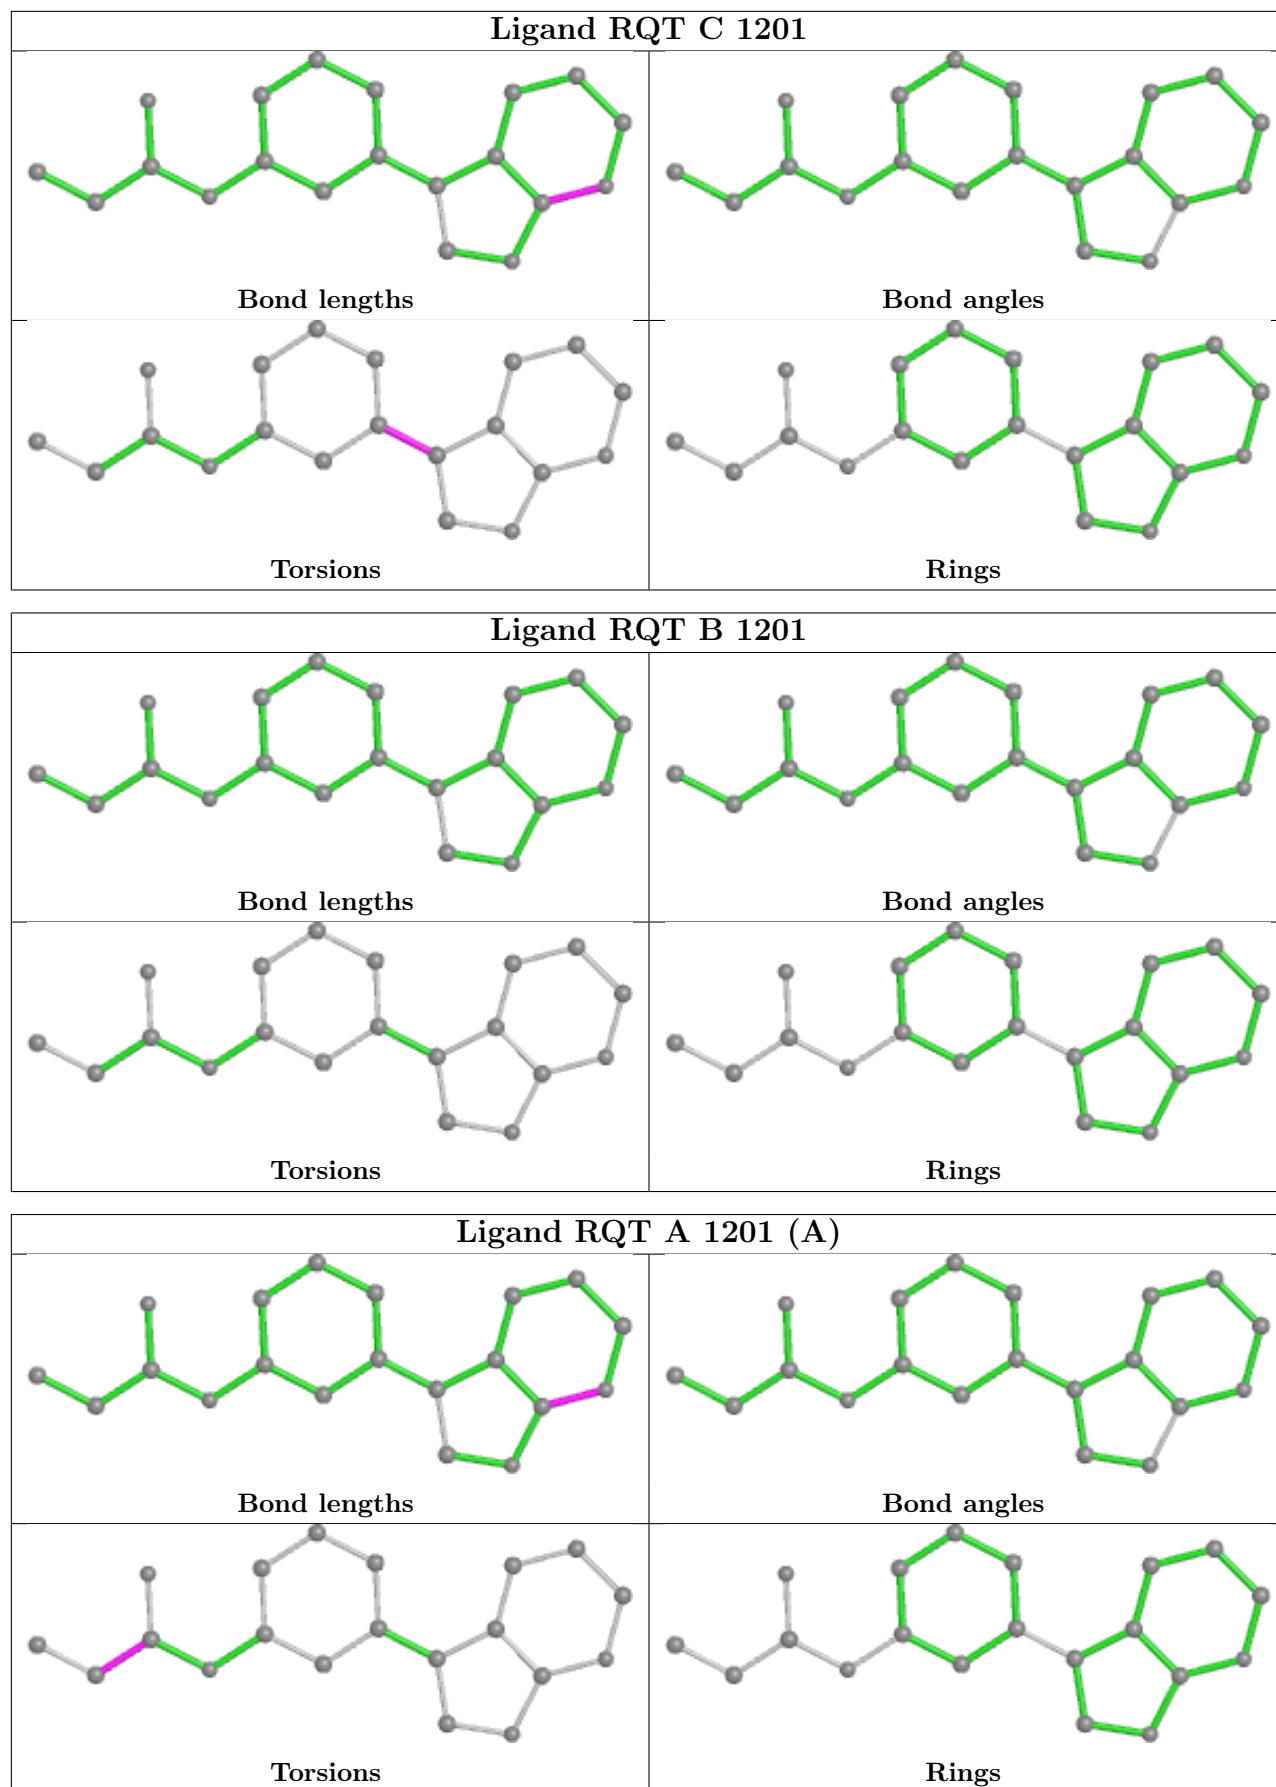 Ligand RQT C 1201
Bond lengths
Bond angles
Torsions
Rings
Ligand RQT B 1201
Bond lengths
Bond angles
Torsions
Rings
Ligand RQT A 1201 (A)
Bond lengths
Bond angles
Torsions
Rings